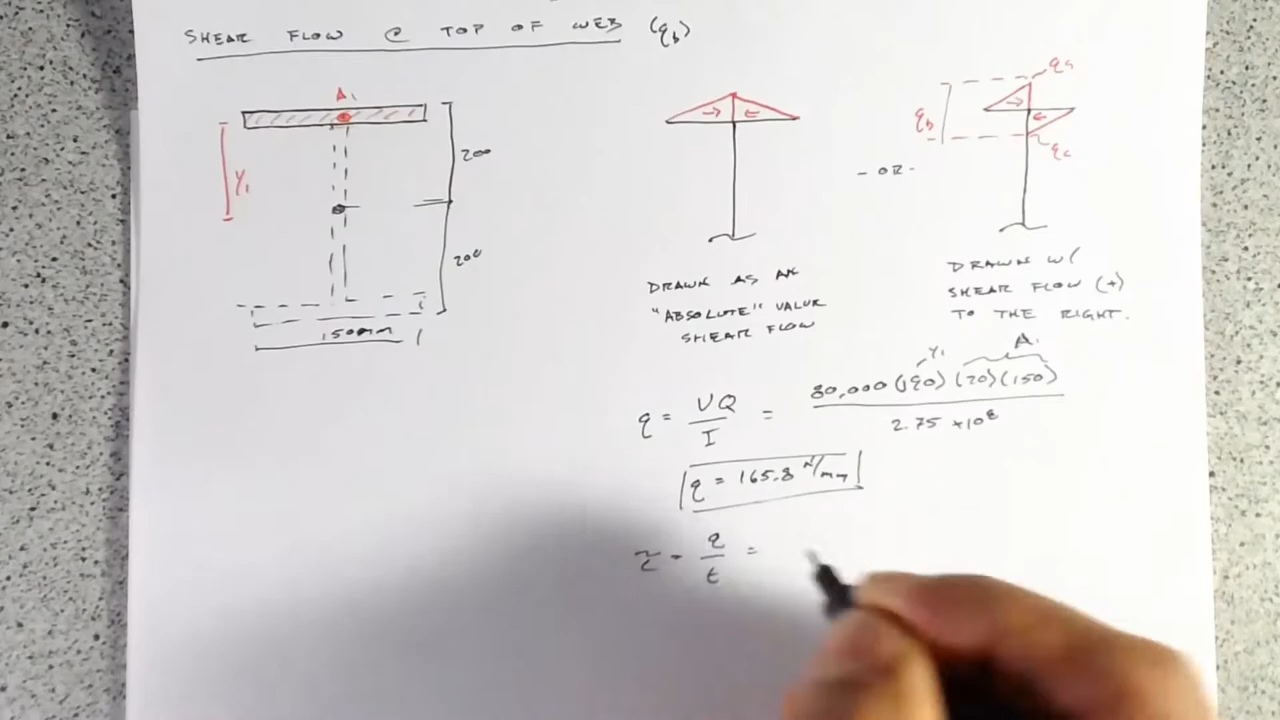 SHEAR FLOW @ TOP OF WEB (q_b)
A₁
Y₁
200
200
150mm
q_a
q_b
q_c
- OR -
DRAWN AS AN
"ABSOLUTE" VALUE
SHEAR FLOW
DRAWN W/
SHEAR FLOW (+)
TO THE RIGHT.
Y₁ A₁
q = VQ / I = 80,000 (190) (20) (150) / 2.75 × 10⁸
q = 165.8 N/mm
τ = q / t =